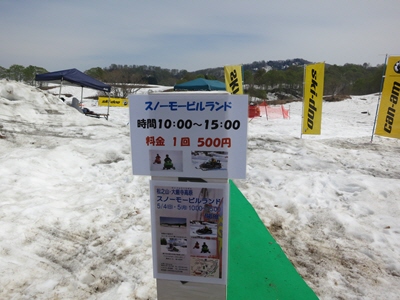 スノーモービルランド
時間10:00～15:00
料金 1回 500円
スノーモービルランド
ski-doo
ski-doo
can-am